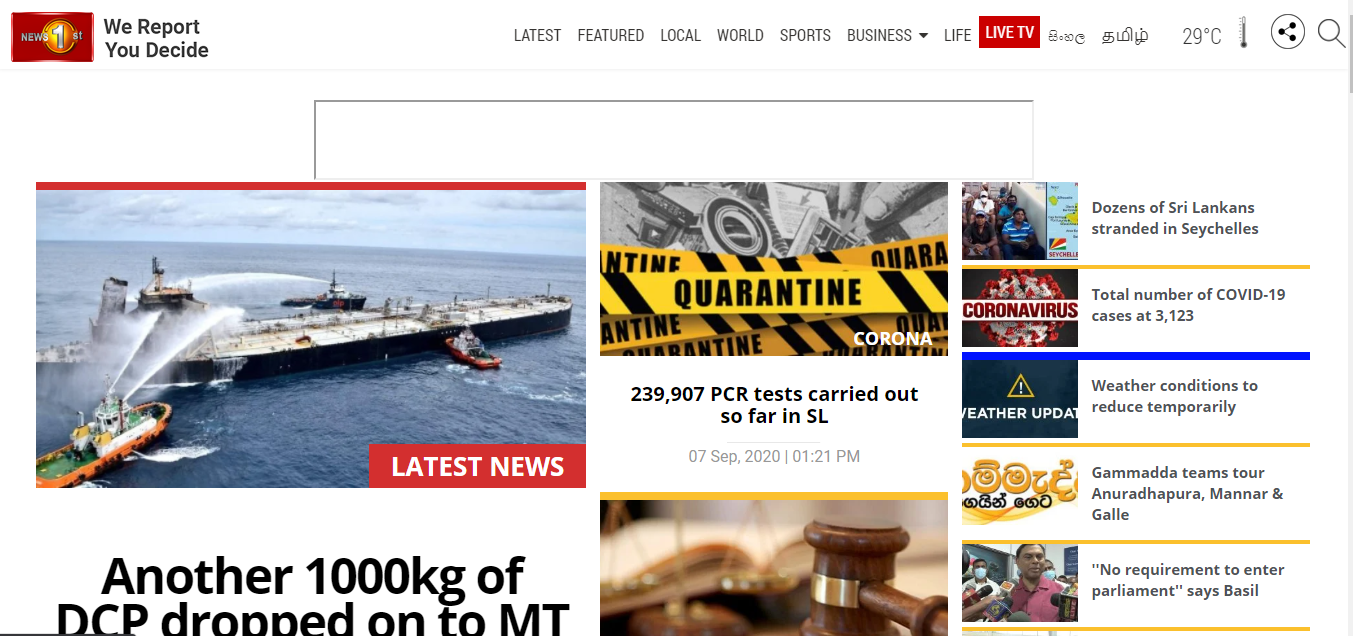 NEWS 1st
We Report
You Decide
LATEST FEATURED LOCAL WORLD SPORTS BUSINESS LIFE LIVE TV සිංහල தமிழ் 29°C
LATEST NEWS
Another 1000kg of
DCP dropped on to MT
QUARANTINE
CORONA
239,907 PCR tests carried out
so far in SL
07 Sep, 2020 | 01:21 PM
SEYCHELLE
Dozens of Sri Lankans
stranded in Seychelles
CORONAVIRUS
Total number of COVID-19
cases at 3,123
WEATHER UPDAT
Weather conditions to
reduce temporarily
Gammadda teams tour
Anuradhapura, Mannar &
Galle
"No requirement to enter
parliament" says Basil